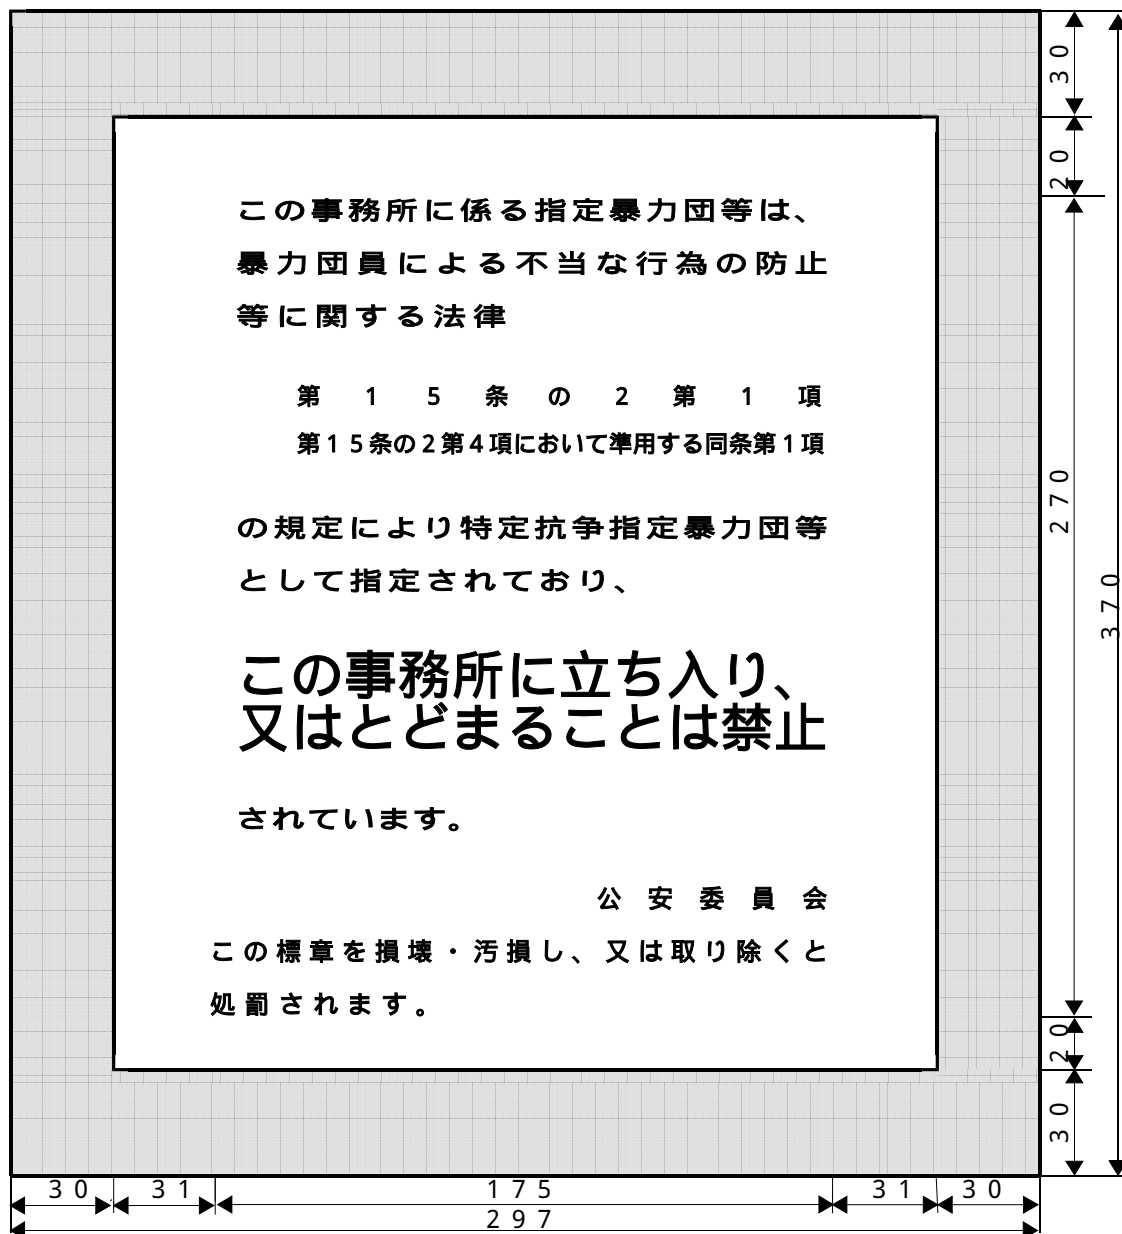 この事務所に係る指定暴力団等は、
暴力団員による不当な行為の防止
等に関する法律
第１５条の２第１項
第１５条の２第４項において準用する同条第１項
の規定により特定抗争指定暴力団等
として指定されており、
この事務所に立ち入り、
又はとどまることは禁止
されています。
公安委員会
この標章を損壊・汚損し、又は取り除くと
処罰されます。
30
20
270
370
20
30
30
31
175
31
30
297